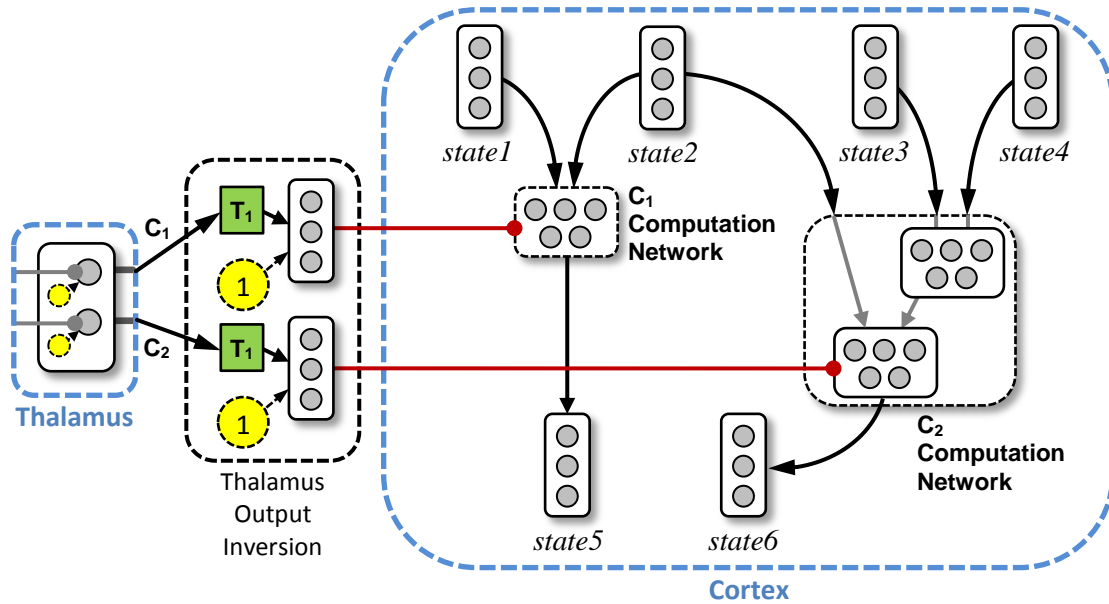 Cortex
state1
state2
state3
state4
C1
Computation
Network
T1
1
C1
C2
T1
1
Thalamus
Thalamus
Output
Inversion
C2
Computation
Network
state5
state6